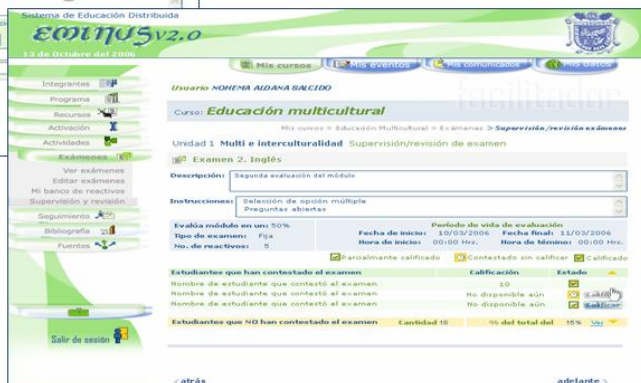 Sistema de Educación Distribuida
eminus v2.0
13 de Octubre del 2006
Mis cursos Mis eventos Mis comunicados Mis datos
Integrantes
Programa
Recursos
Activación
Actividades
Exámenes
Ver exámenes
Editar exámenes
Mi banco de reactivos
Supervisión y revisión
Seguimiento
Bibliografía
Fuentes
Salir de sesión
Usuario NOHEMA ALDANA SALCIDO
facilitador
Curso: Educación multicultural
Mis cursos > Educación Multicultural > Exámenes > Supervisión/revisión exámenes
Unidad 1 Multi e interculturalidad Supervisión/revisión de examen
Examen 2. Inglés
Descripción: Segunda evaluación del módulo
Instrucciones: Selección de opción múltiple
Preguntas abiertas
Evalúa módulo en un: 50% Período de vida de evaluación
Tipo de examen: Fija Fecha de inicio: 10/03/2006 Fecha final: 11/03/2006
No. de reactivos: 5 Hora de inicio: 00:00 Hrs. Hora de término: 00:00 Hrs.
Parcialmente calificado Contestado sin calificar Calificado
Estudiantes que han contestado el examen Calificación Estado
Nombre de estudiante que contestó el examen 10
Nombre de estudiante que contestó el examen No disponible aún
Nombre de estudiante que contestó el examen No disponible aún Calificar
Estudiantes que NO han contestado el examen Cantidad 18 % del total del 15% Ver
< atrás adelante >